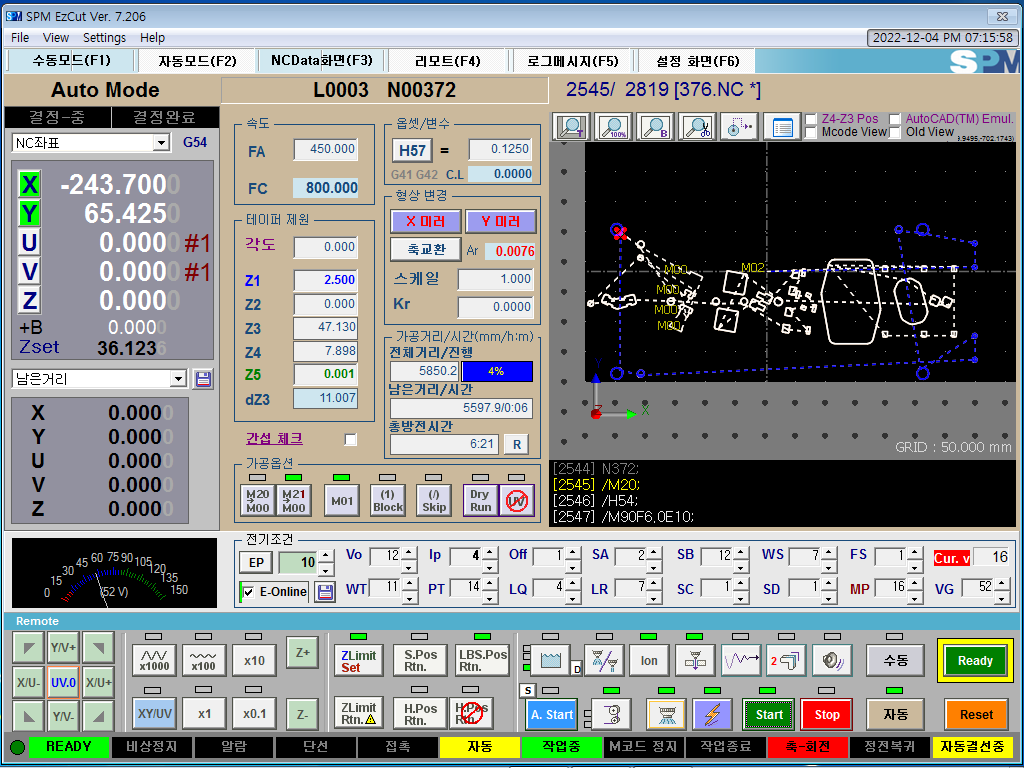 SPM EzCut Ver. 7.206
File View Settings Help
2022-12-04 PM 07:15:58
수동모드(F1) 자동모드(F2) NCData화면(F3) 리모트(F4) 로그메시지(F5) 설정 화면(F6)
SPM
Auto Mode
L0003 N00372
2545/ 2819 [376.NC *]
결정-중 결정완료
NC좌표 G54
X -243.7000
Y 65.4250
U 0.0000 #1
V 0.0000 #1
Z 0.0000
+B 0.0000
Zset 36.1236
남은거리
X 0.0000
Y 0.0000
U 0.0000
V 0.0000
Z 0.0000
속도
FA 450.000
FC 800.000
테이퍼 제원
각도 0.000
Z1 2.500
Z2 0.000
Z3 47.130
Z4 7.898
Z5 0.001
dZ3 11.007
간섭 체크
옵셋/변수
H57 = 0.1250
G41 G42 C.L 0.0000
형상 변경
X 미러 Y 미러
축교환 Ar 0.0076
스케일 1.000
Kr 0.0000
가공거리/시간(mm/h:m)
전체거리/진행
5850.2 4%
남은거리/시간
5597.9/0:06
총방전시간
6:21 R
가공옵션
M20→M00 M21→M00 M01 (1) Block (/) Skip Dry Run UV
T 100% B
Z4-Z3 Pos AutoCAD(TM) Emul.
Mcode View Old View
9.9495,-702.1743)
M00 M02
M00
M00
M00
Y
Z X
GRID : 50.000 mm
[2544] N372;
[2545] /M20;
[2546] /H54;
[2547] /M90F6.0E10;
0 15 30 45 60 75 90 105 120 135 150
(52 V)
전기조건
EP 10 Vo 12 Ip 4 Off 1 SA 2 SB 12 WS 7 FS 1 Cur. v 16
E-Online WT 11 PT 14 LQ 4 LR 7 SC 1 SD 1 MP 16 VG 52
Remote
Y/V+
X/U- UV.0 X/U+
Y/V-
x1000 x100 x10 Z+
XY/UV x1 x0.1 Z-
ZLimit Set S.Pos Rtn. LBS.Pos Rtn.
ZLimit Rtn. H.Pos Rtn. H.Pos Rtn.
D Ion 2 수동 Ready
S A. Start Start Stop 자동 Reset
READY 비상정지 알람 단선 접촉 자동 작업중 M코드 정지 작업종료 축-회전 정전복귀 자동결선중